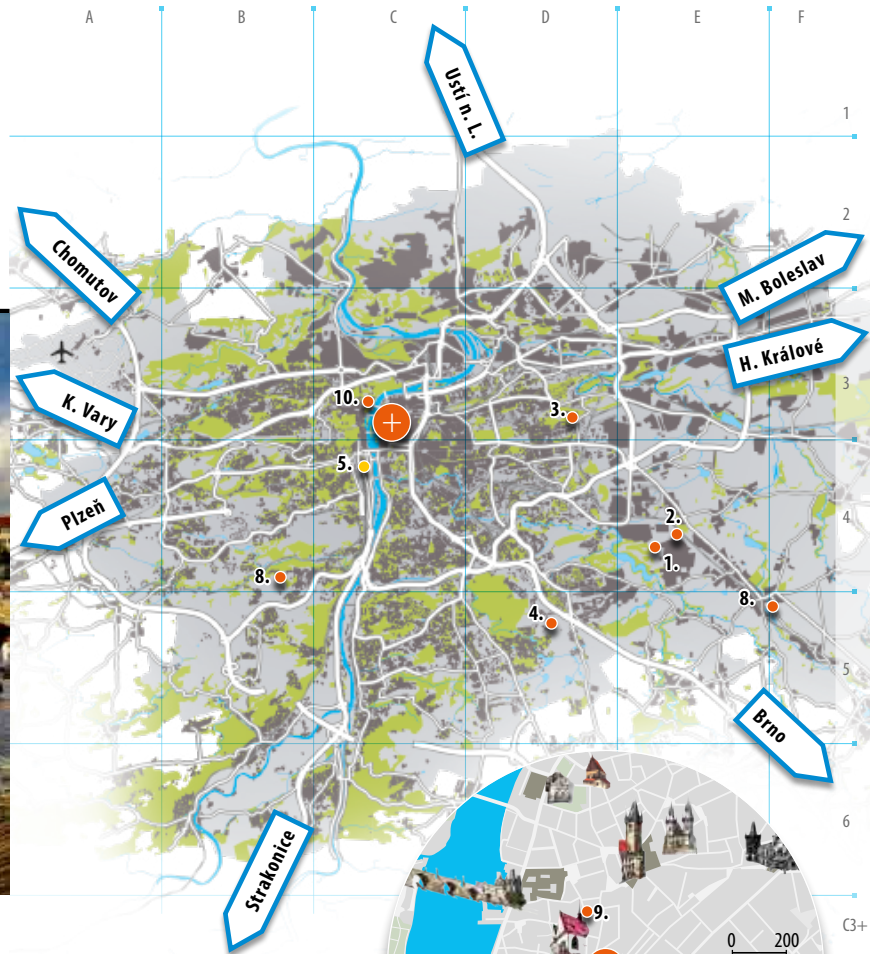 A B C D E F
1
Ustí n. L.
2
Chomutov
M. Boleslav
H. Králové
3
K. Vary
10.
3.
5.
Plzeň
4
2.
1.
8.
8.
4.
5
Brno
6
Strakonice
9.
C3+
0 200